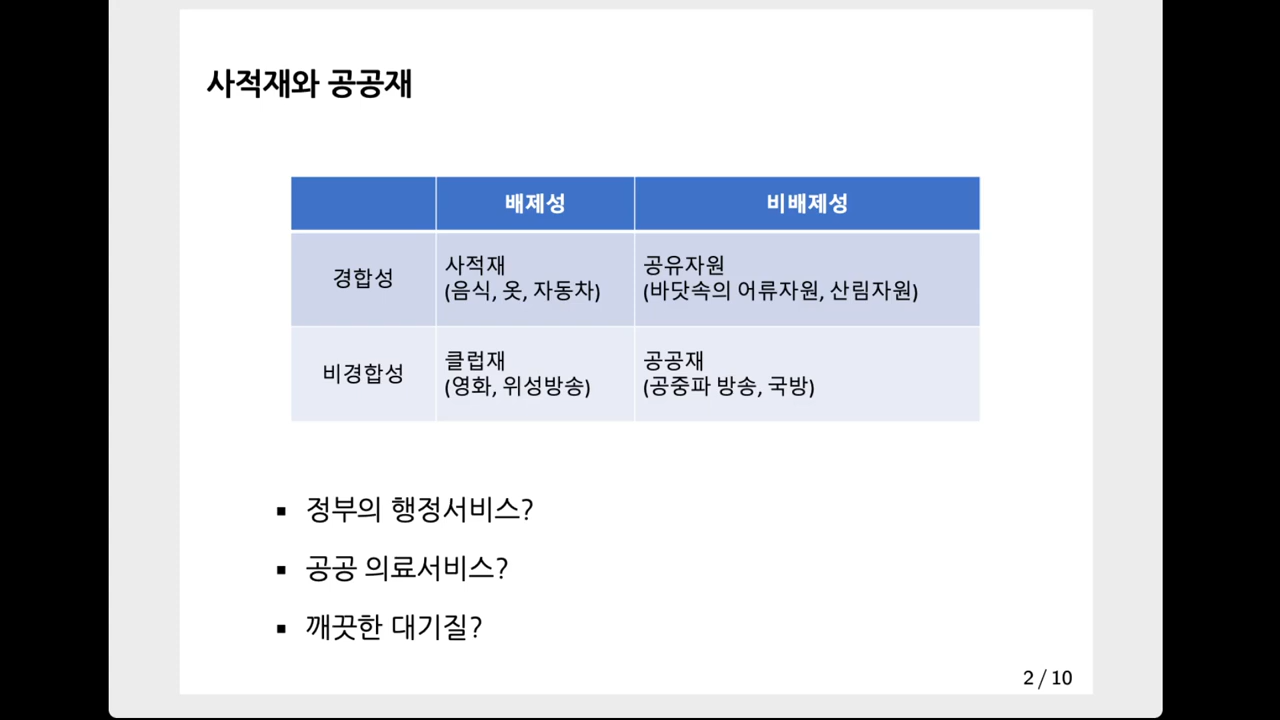 사적재와 공공재
배제성 비배제성
경합성
사적재
(음식, 옷, 자동차)
공유자원
(바닷속의 어류자원, 산림자원)
비경합성
클럽재
(영화, 위성방송)
공공재
(공중파 방송, 국방)
▪ 정부의 행정서비스?
▪ 공공 의료서비스?
▪ 깨끗한 대기질?
2 / 10